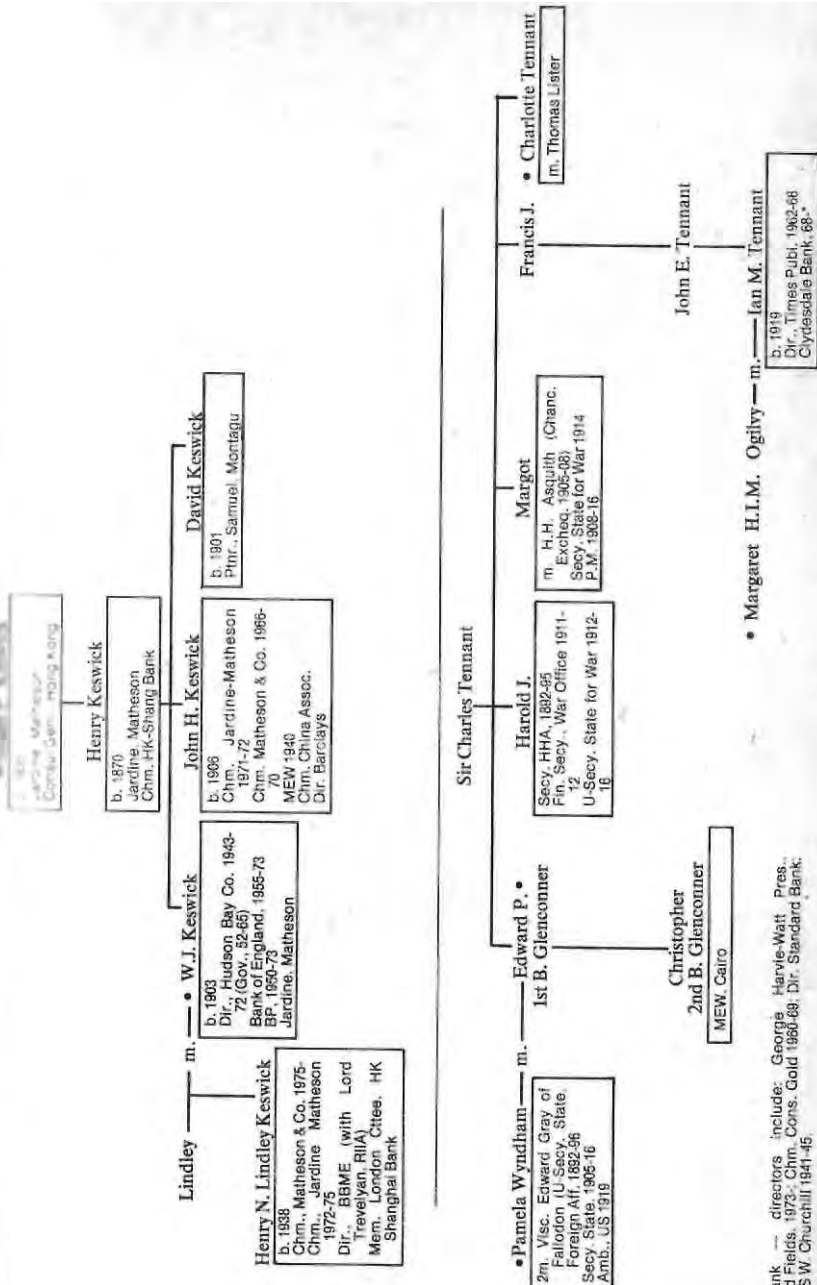 Jardine Matheson
Consul Gen. Hong Kong
Henry Keswick
b. 1870
Jardine, Matheson
Chm. HK-Shang Bank
Lindley — m. — • W.J. Keswick
b. 1903
Dir., Hudson Bay Co. 1943-
72 (Gov., 52-65)
Bank of England, 1955-73
BP, 1950-73
Jardine, Matheson
John H. Keswick
b. 1906
Chm. Jardine-Matheson
1971-72
Chm. Matheson & Co. 1966-
70
MEW 1940
Chm. China Assoc.
Dir. Barclays
David Keswick
b. 1901
Ptnr., Samuel, Montagu
Henry N. Lindley Keswick
b. 1938
Chm., Matheson & Co. 1975-
Chm., Jardine Matheson
1972-75
Dir., BBME (with Lord
Trevelyan, RIIA)
Mem. London Cttee. HK
Shanghai Bank
Sir Charles Tennant
•Pamela Wyndham — m. — Edward P. •
1st B. Glenconner
2m. Visc. Edward Gray of
Fallodon (U-Secy. State,
Foreign Aff. 1892-96
Secy. State, 1905-16
Amb., US 1919
Harold J.
Secy. HHA, 1892-95
Fin. Secy., War Office 1911-
12
U-Secy. State for War 1912-
16
Margot
m. H.H. Asquith (Chanc.
Excheq. 1905-08)
Secy. State for War 1914
P.M. 1908-16
Francis J.
• Charlotte Tennant
m. Thomas Lister
Christopher
2nd B. Glenconner
MEW, Cairo
John E. Tennant
• Margaret H.I.M. Ogilvy — m. — Ian M. Tennant
b. 1919
Dir., Times Publ. 1962-66
Clydesdale Bank, 68-*
nk — directors include: George Harvie-Watt Pres.,
d Fields, 1973-; Chm. Cons. Gold 1960-69; Dir. Standard Bank;
S W. Churchill 1941-45.